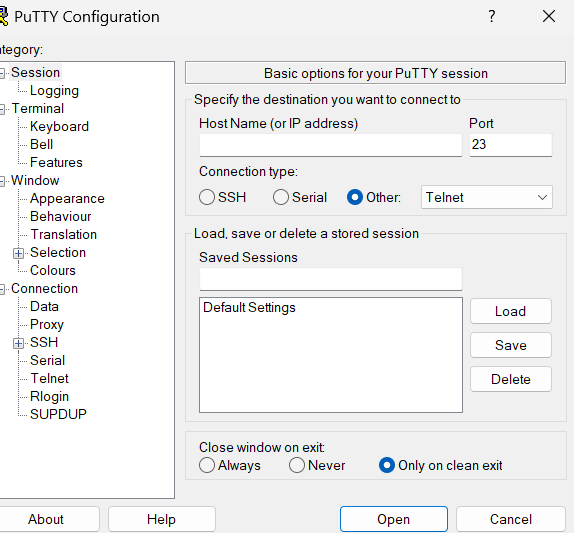 PuTTY Configuration
?
ategory:
Session
Logging
Terminal
Keyboard
Bell
Features
Window
Appearance
Behaviour
Translation
Selection
Colours
Connection
Data
Proxy
SSH
Serial
Telnet
Rlogin
SUPDUP
Basic options for your PuTTY session
Specify the destination you want to connect to
Host Name (or IP address) Port
23
Connection type:
SSH Serial Other: Telnet
Load, save or delete a stored session
Saved Sessions
Default Settings
Load
Save
Delete
Close window on exit:
Always Never Only on clean exit
About Help Open Cancel